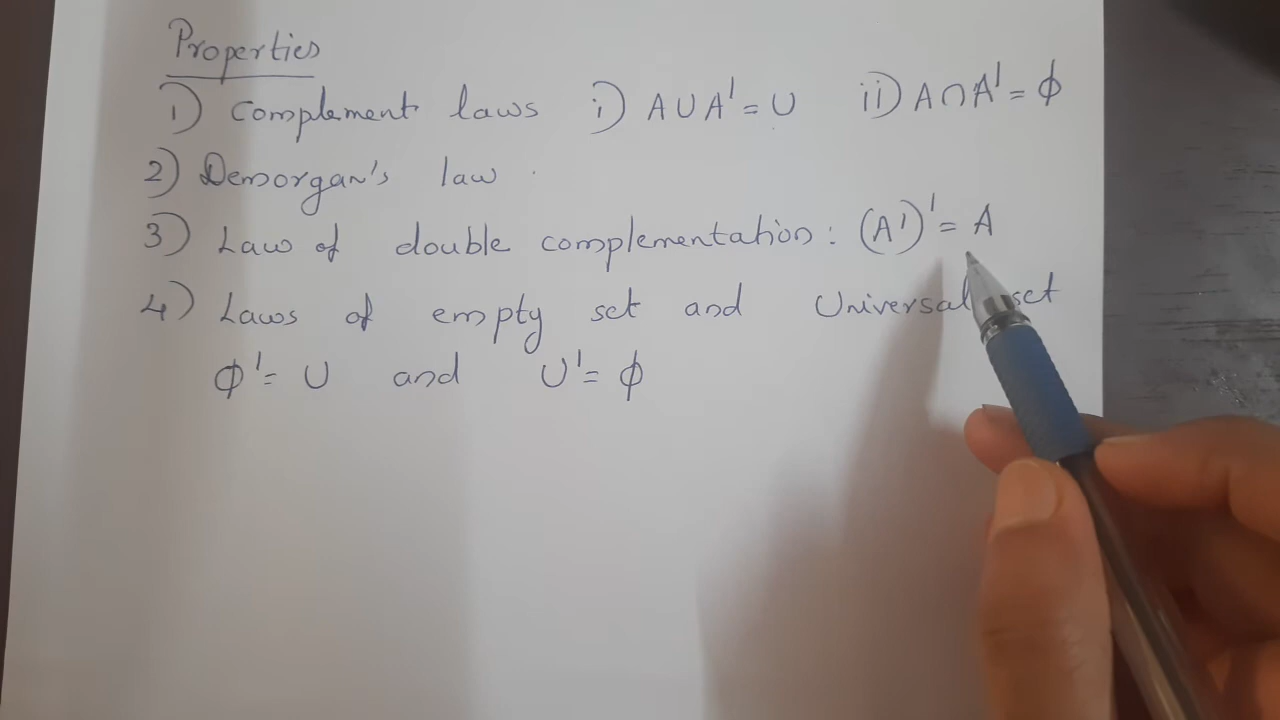 Properties
1) Complement laws i) A∪A' = U ii) A∩A' = ϕ
2) Demorgan's law .
3) Law of double complementation : (A')' = A
4) Laws of empty set and Universal set
ϕ' = U and U' = ϕ